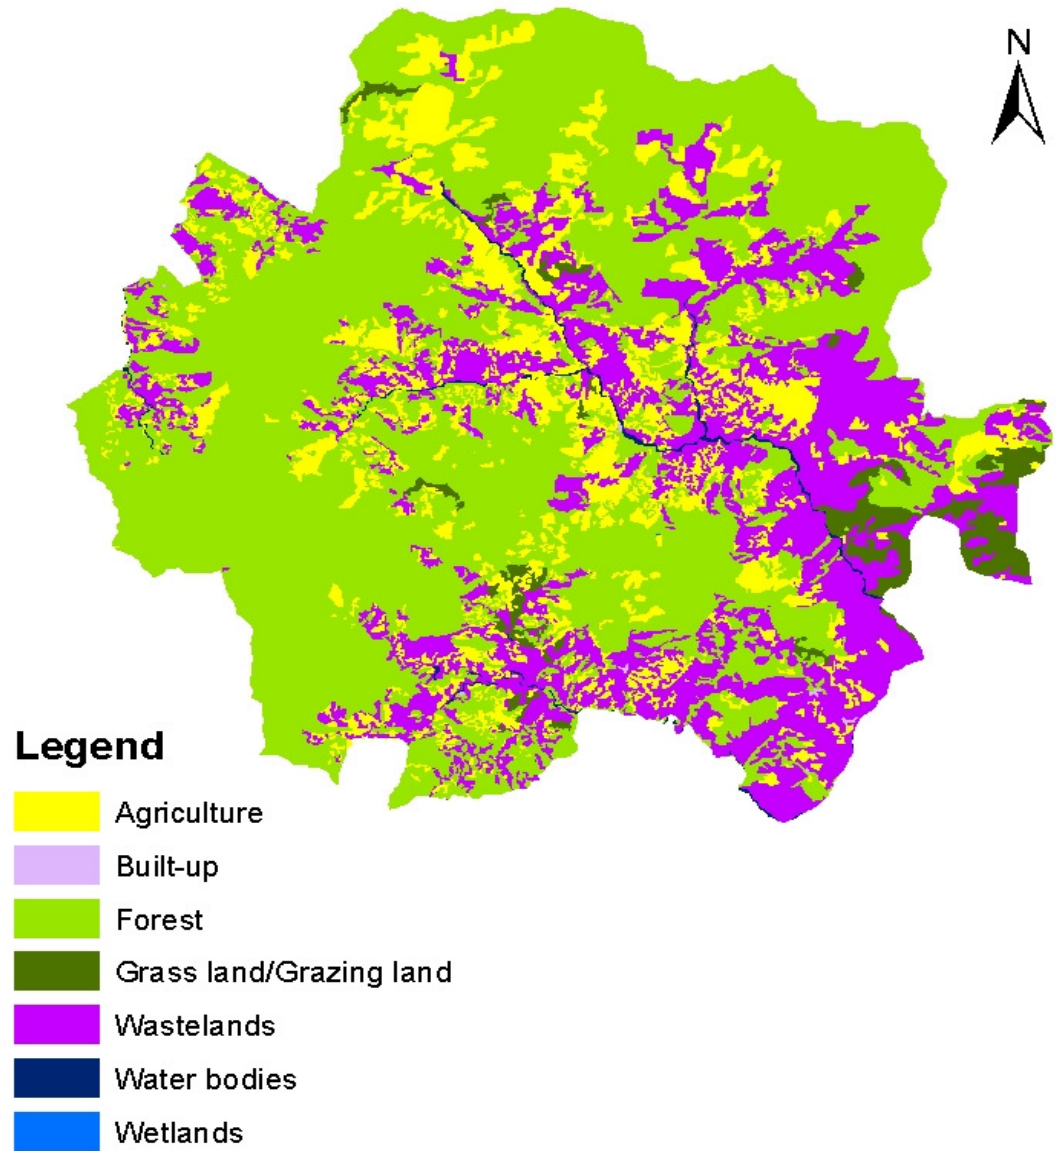 N
Legend
Agriculture
Built-up
Forest
Grass land/Grazing land
Wastelands
Water bodies
Wetlands